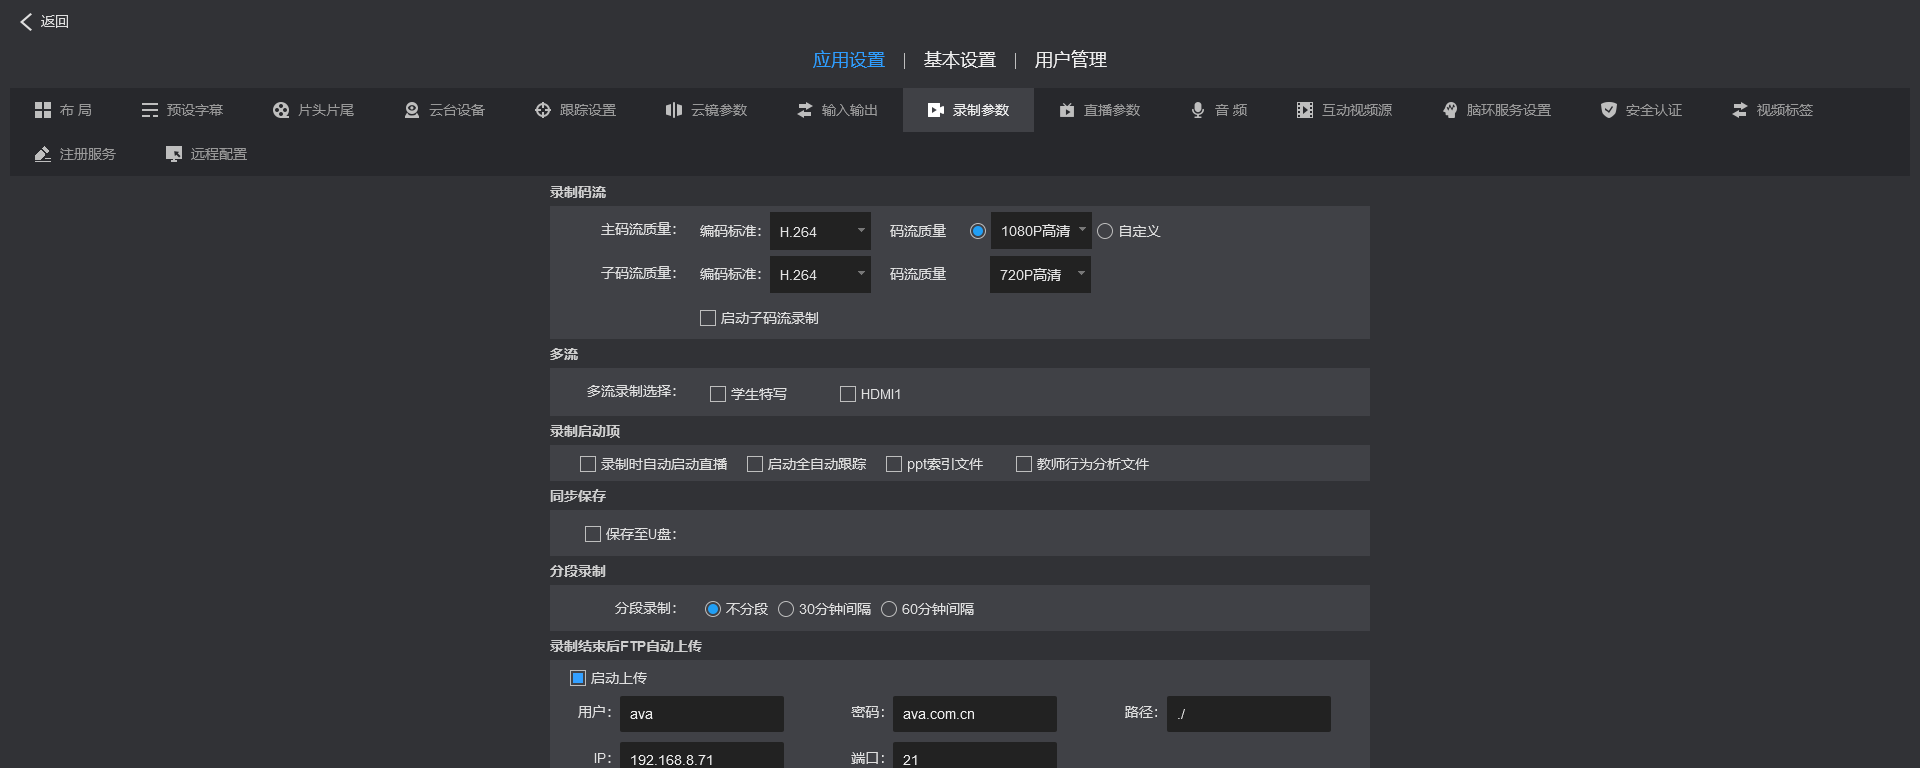 返回
应用设置 | 基本设置 | 用户管理
布 局 预设字幕 片头片尾 云台设备 跟踪设置 云镜参数 输入输出 录制参数 直播参数 音 频 互动视频源 脑环服务设置 安全认证 视频标签
注册服务 远程配置
录制码流
主码流质量： 编码标准： H.264 码流质量 1080P高清 自定义
子码流质量： 编码标准： H.264 码流质量 720P高清
启动子码流录制
多流
多流录制选择： 学生特写 HDMI1
录制启动项
录制时自动启动直播 启动全自动跟踪 ppt索引文件 教师行为分析文件
同步保存
保存至U盘：
分段录制
分段录制： 不分段 30分钟间隔 60分钟间隔
录制结束后FTP自动上传
启动上传
用户： ava 密码： ava.com.cn 路径： ./
IP： 192.168.8.71 端口： 21